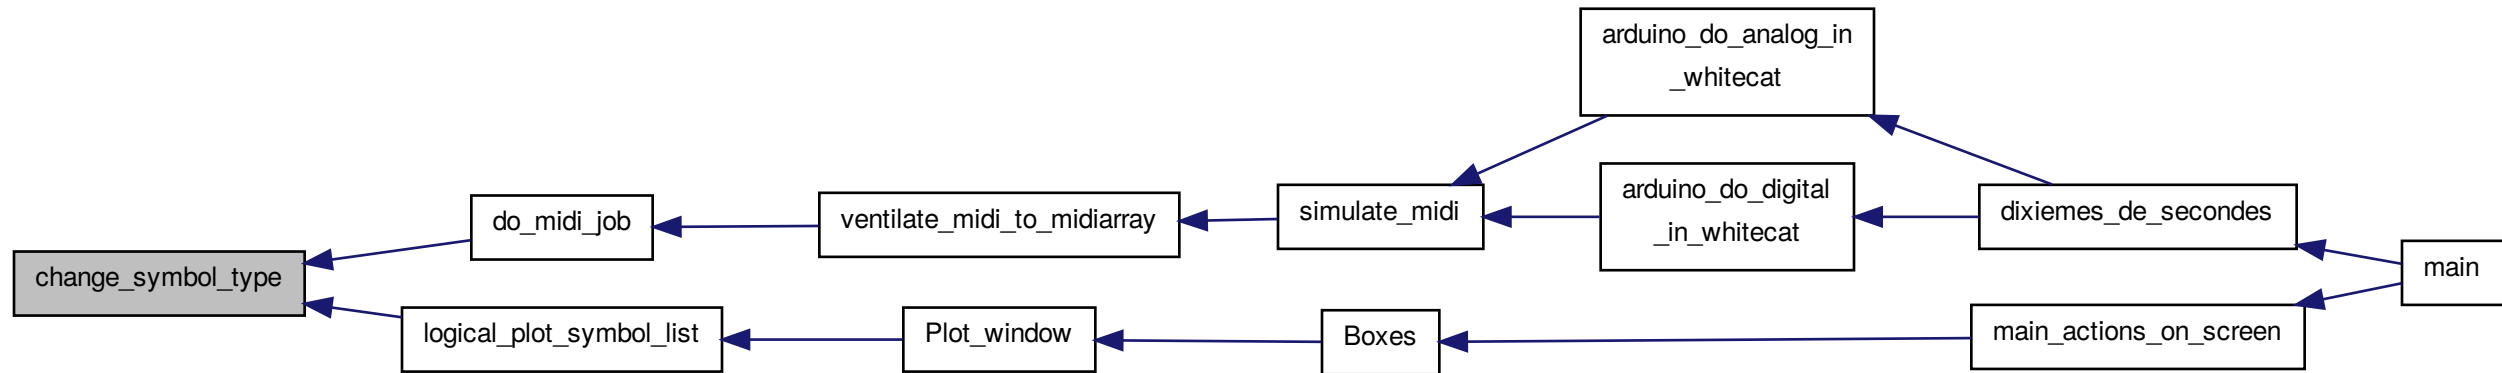 arduino_do_analog_in
_whitecat
arduino_do_digital
_in_whitecat
simulate_midi
dixiemes_de_secondes
do_midi_job
ventilate_midi_to_midiarray
main
change_symbol_type
logical_plot_symbol_list
Plot_window
Boxes
main_actions_on_screen